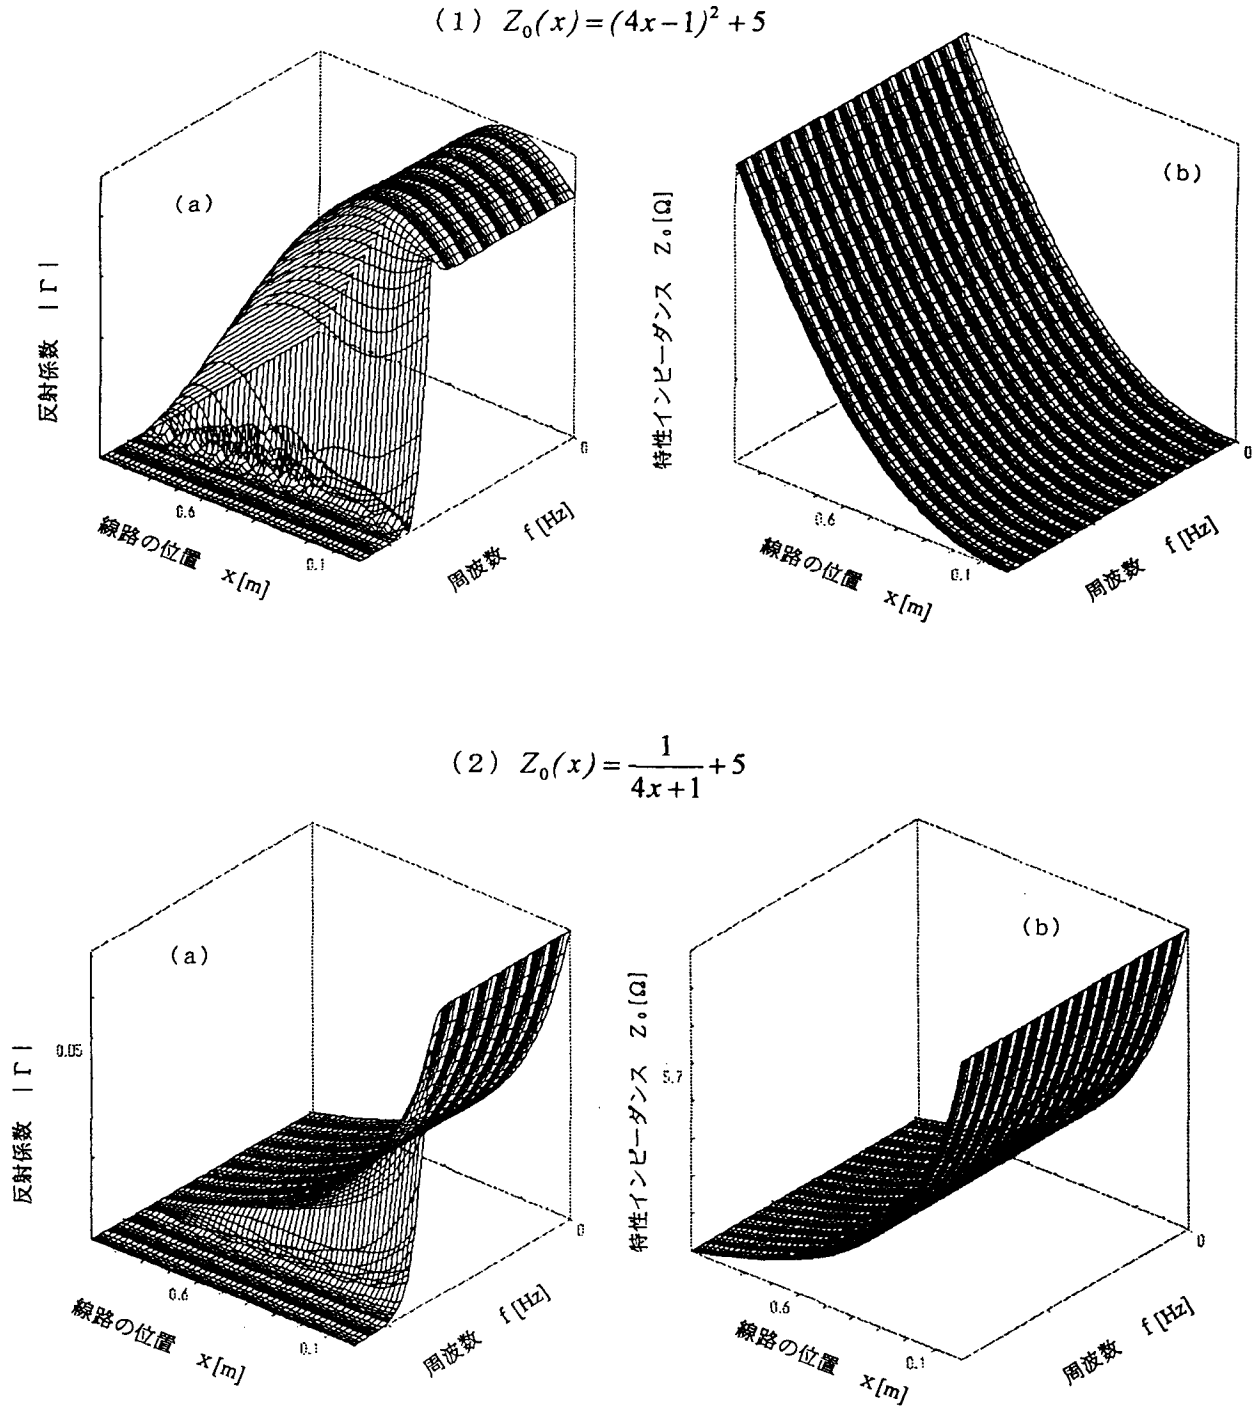 (1) Z₀(x)=(4x−1)²+5
(a)
反射係数 |Γ|
0.6
0.1
0
線路の位置 x[m]
周波数 f[Hz]
(b)
特性インピーダンス Z₀[Ω]
0.6
0.1
0
線路の位置 x[m]
周波数 f[Hz]
(2) Z₀(x)=1/(4x+1)+5
(a)
反射係数 |Γ|
0.05
0.6
0.1
0
線路の位置 x[m]
周波数 f[Hz]
(b)
特性インピーダンス Z₀[Ω]
5.7
0.6
0.1
0
線路の位置 x[m]
周波数 f[Hz]